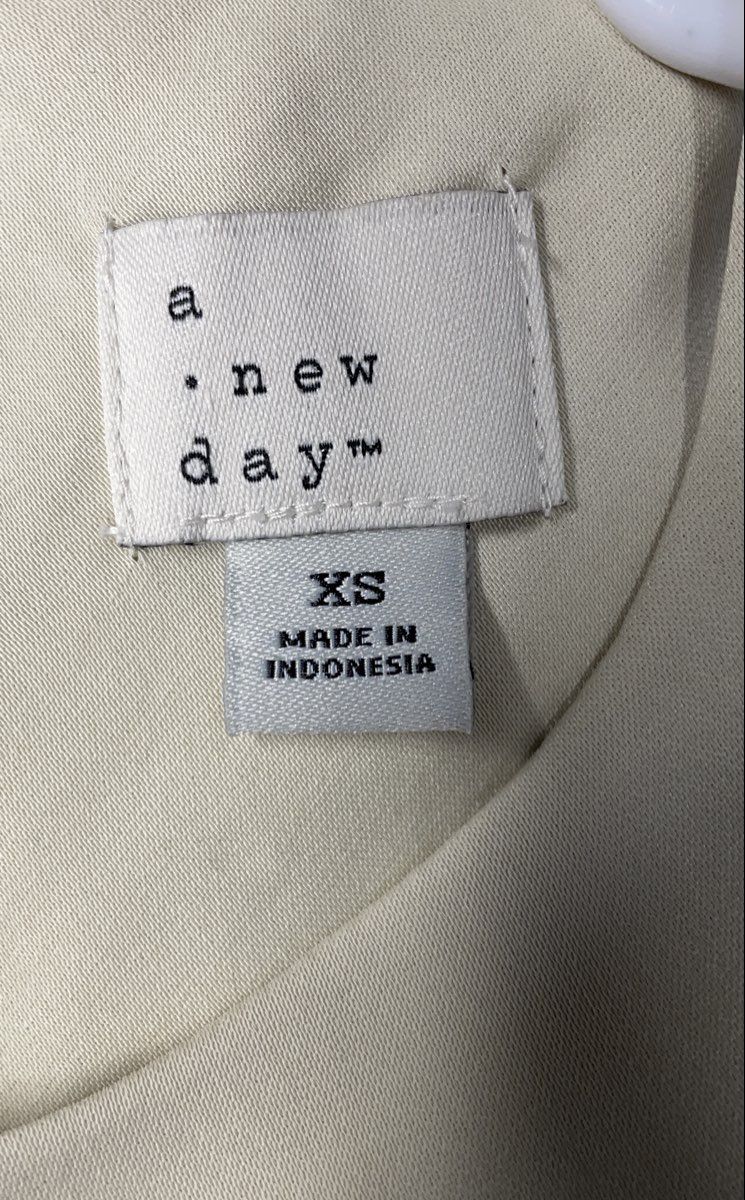 a
· new
day™
XS
MADE IN
INDONESIA